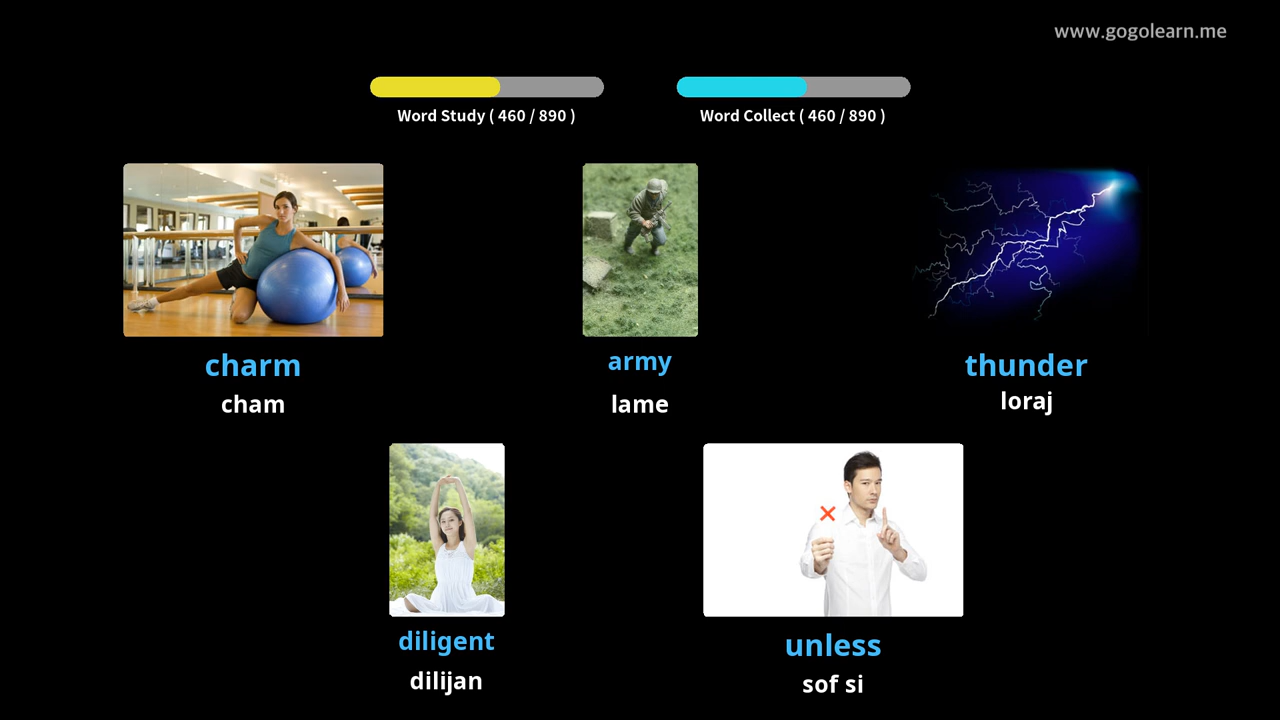 www.gogolearn.me
Word Study ( 460 / 890 )
Word Collect ( 460 / 890 )
charm
cham
army
lame
thunder
loraj
diligent
dilijan
unless
sof si